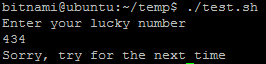 bitnami@ubuntu:~/temp$ ./test.sh
Enter your lucky number
434
Sorry, try for the next time